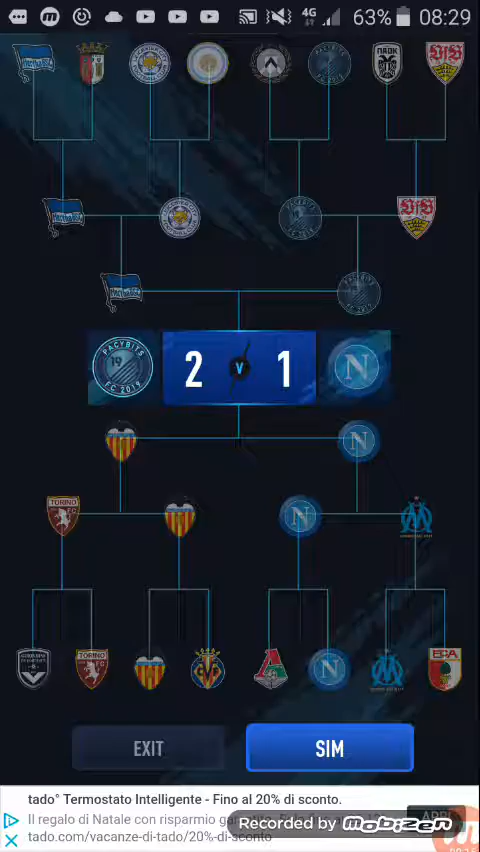 4G 63% 08:29
PACYBITS
19
FC 2019
2 V 1
N
EXIT
SIM
tado° Termostato Intelligente - Fino al 20% di sconto.
Il regalo di Natale con risparmio
tado.com/vacanze-di-tado/20%-di-sconto
Recorded by mobizen